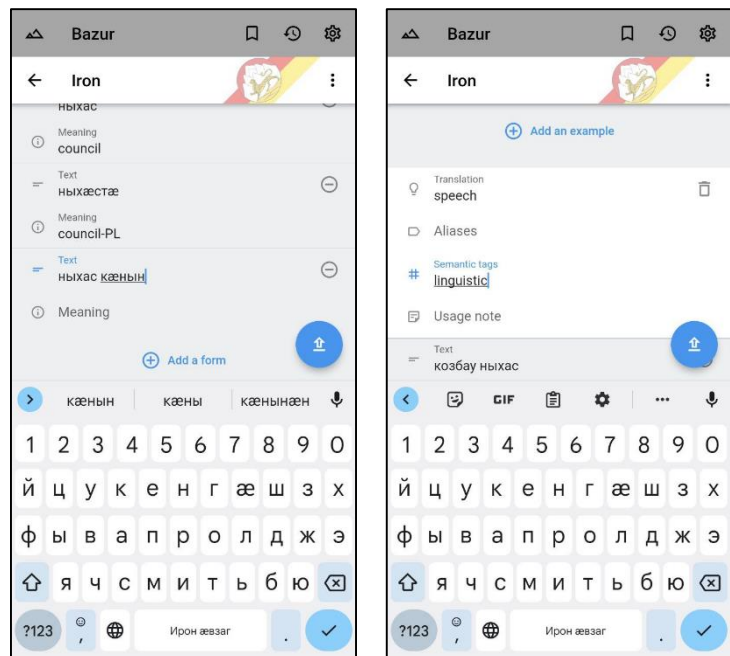 Bazur
Iron
ныхас
Meaning
council
Text
ныхæстæ
Meaning
council-PL
Text
ныхас кæнын
Meaning
Add a form
кæнын кæны кæнынæн
1 2 3 4 5 6 7 8 9 0
й ц у к е н г æ ш з х
ф ы в а п р о л д ж э
я ч с м и т ь б ю
?123 , Ирон æвзаг .
Bazur
Iron
Add an example
Translation
speech
Aliases
Semantic tags
linguistic
Usage note
Text
козбау ныхас
GIF
1 2 3 4 5 6 7 8 9 0
й ц у к е н г æ ш з х
ф ы в а п р о л д ж э
я ч с м и т ь б ю
?123 , Ирон æвзаг .